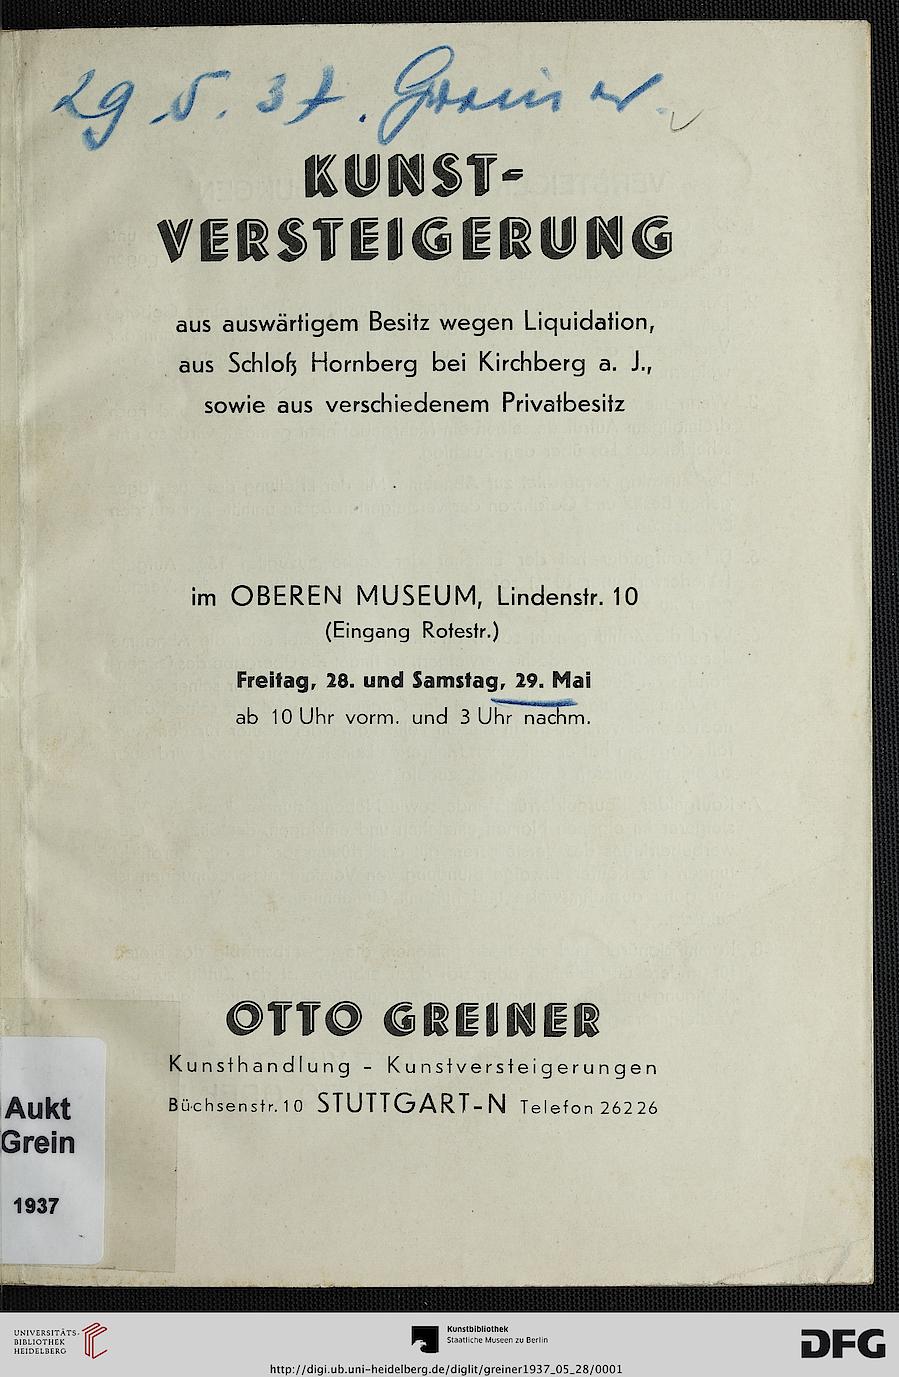 29.5.37. Greiner.
KUNST-
VERSTEIGERUNG
aus auswärtigem Besitz wegen Liquidation,
aus Schloß Hornberg bei Kirchberg a. J.,
sowie aus verschiedenem Privatbesitz
im OBEREN MUSEUM, Lindenstr. 10
(Eingang Rotestr.)
Freitag, 28. und Samstag, 29. Mai
ab 10 Uhr vorm. und 3 Uhr nachm.
OTTO GREINER
Kunsthandlung - Kunstversteigerungen
Büchsenstr. 10 STUTTGART-N Telefon 26226
Aukt
Grein
1937
UNIVERSITÄTS-
BIBLIOTHEK
HEIDELBERG
Kunstbibliothek
Staatliche Museen zu Berlin
DFG
http://digi.ub.uni-heidelberg.de/diglit/greiner1937_05_28/0001